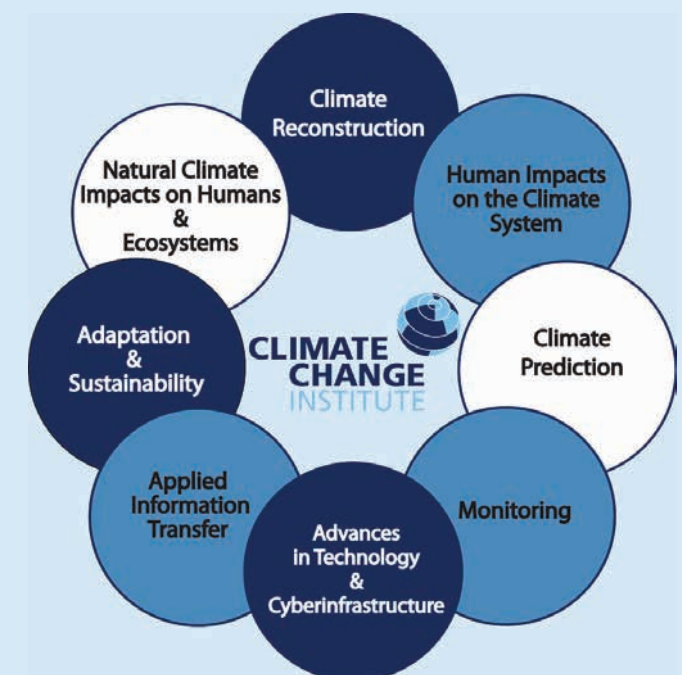 Climate
Reconstruction
Human Impacts
on the Climate
System
Climate
Prediction
Monitoring
Advances
in Technology
&
Cyberinfrastructure
Applied
Information
Transfer
Adaptation
&
Sustainability
Natural Climate
Impacts on Humans
&
Ecosystems
CLIMATE
CHANGE
INSTITUTE